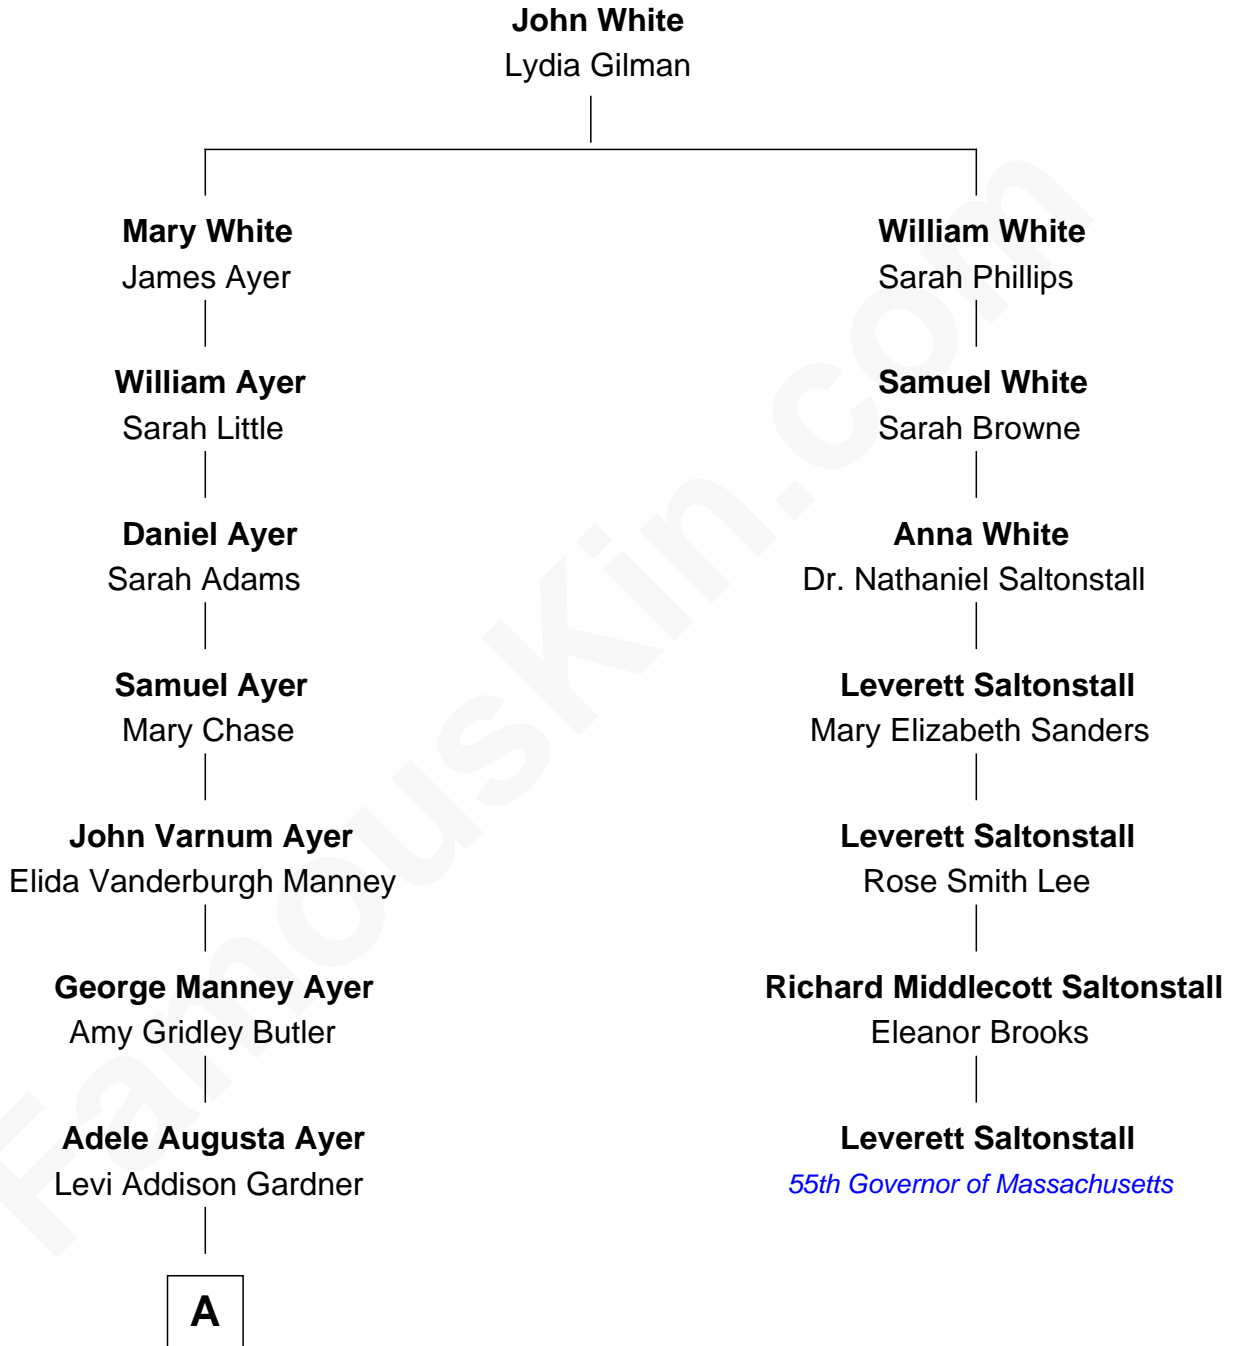 John White
Lydia Gilman
Mary White
James Ayer
William White
Sarah Phillips
William Ayer
Sarah Little
Samuel White
Sarah Browne
Daniel Ayer
Sarah Adams
Anna White
Dr. Nathaniel Saltonstall
Samuel Ayer
Mary Chase
Leverett Saltonstall
Mary Elizabeth Sanders
John Varnum Ayer
Elida Vanderburgh Manney
Leverett Saltonstall
Rose Smith Lee
George Manney Ayer
Amy Gridley Butler
Richard Middlecott Saltonstall
Eleanor Brooks
Adele Augusta Ayer
Levi Addison Gardner
Leverett Saltonstall
55th Governor of Massachusetts
A
FamousKin.com